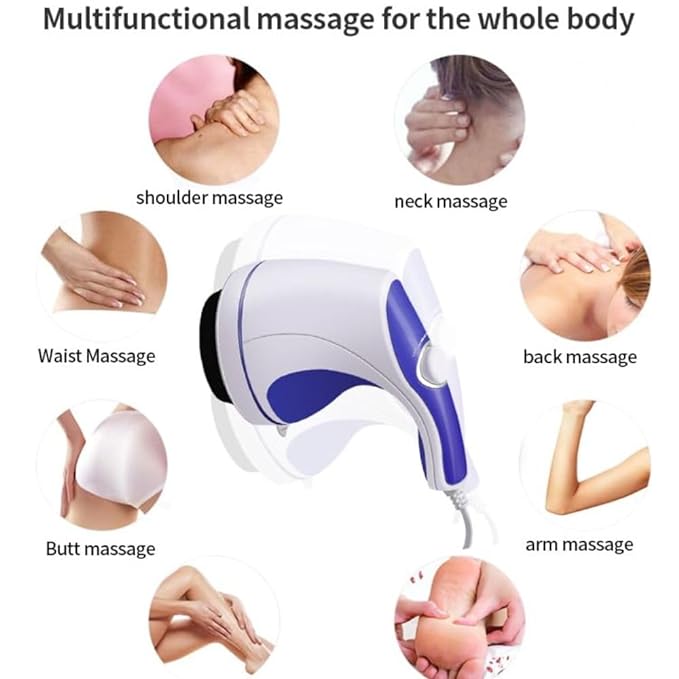 Multifunctional massage for the whole body
shoulder massage
neck massage
Waist Massage
back massage
Butt massage
arm massage